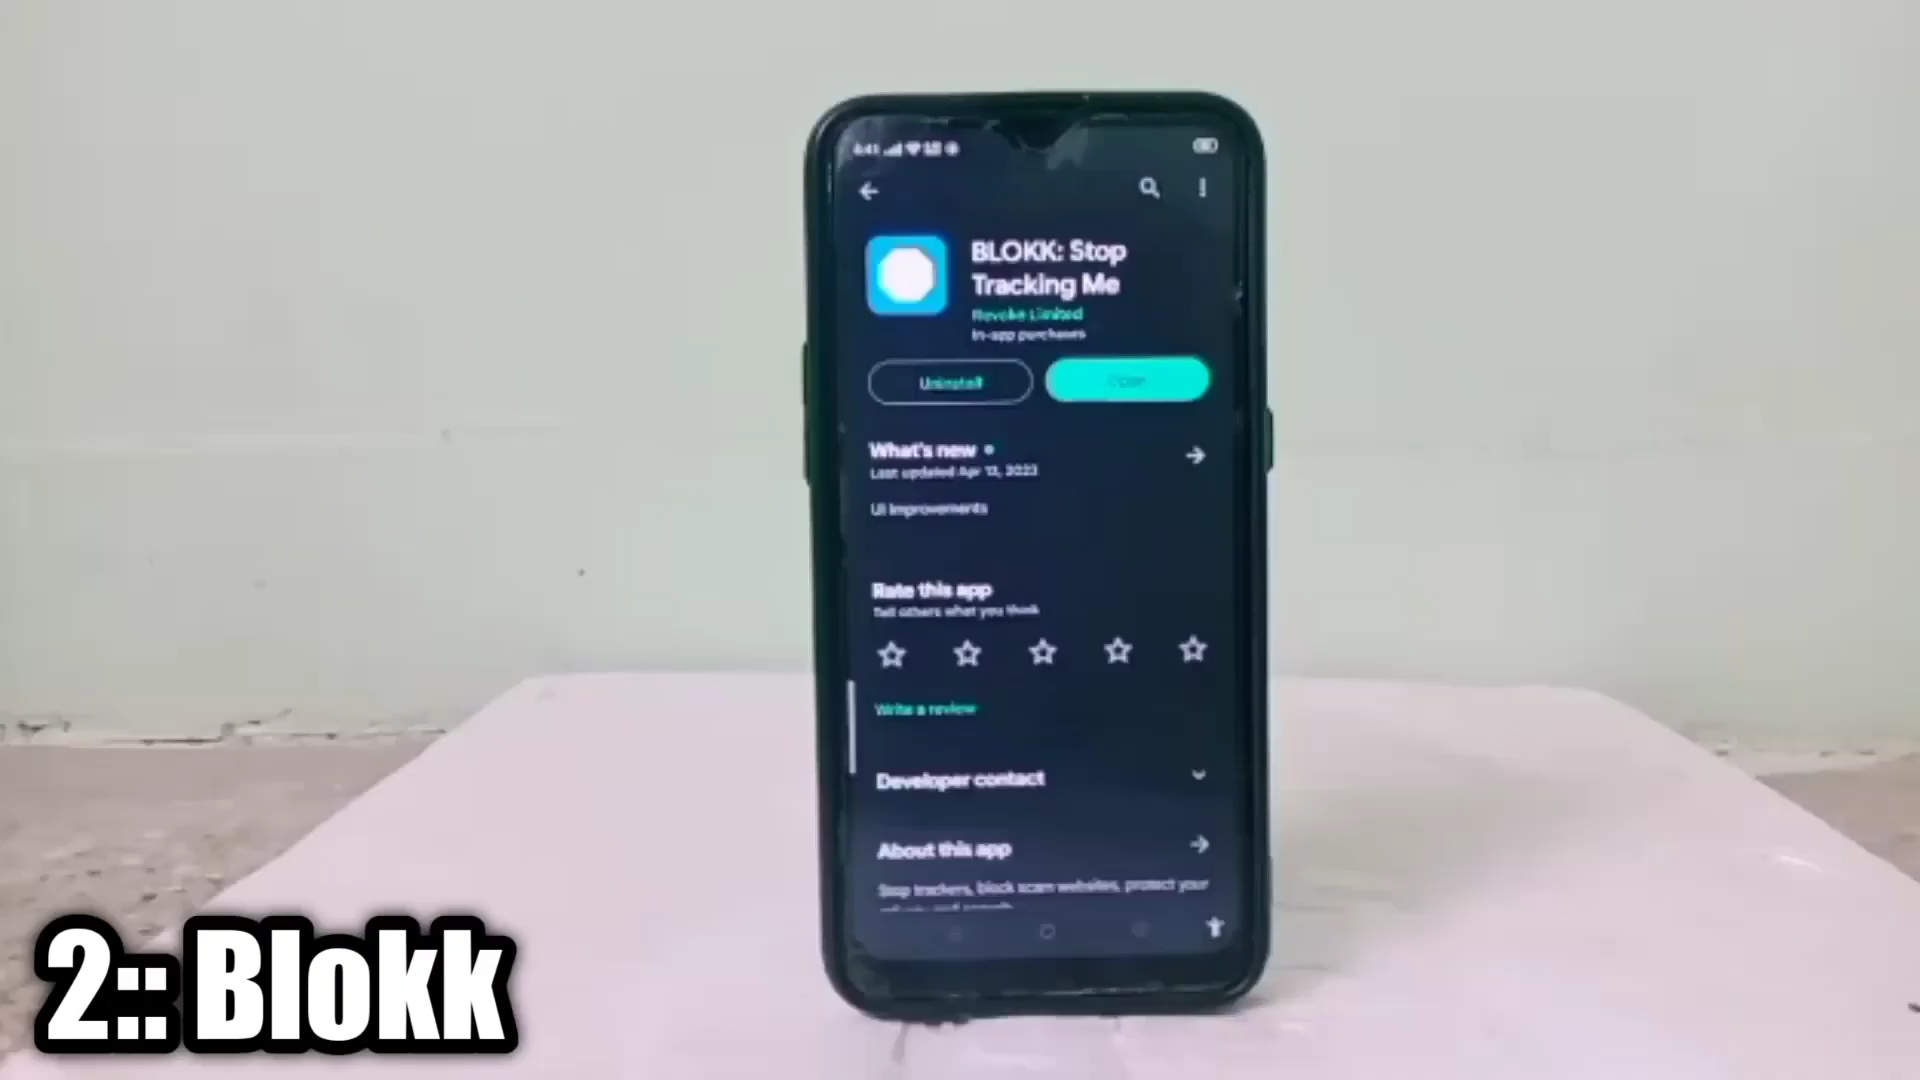 BLOKK: Stop
Tracking Me
Revoke Limited
In-app purchases
Uninstall
Open
What's new
Last updated Apr 13, 2023
UI improvements
Rate this app
Tell others what you think
Write a review
Developer contact
About this app
Stop trackers, block scam websites, protect your
2:: Blokk